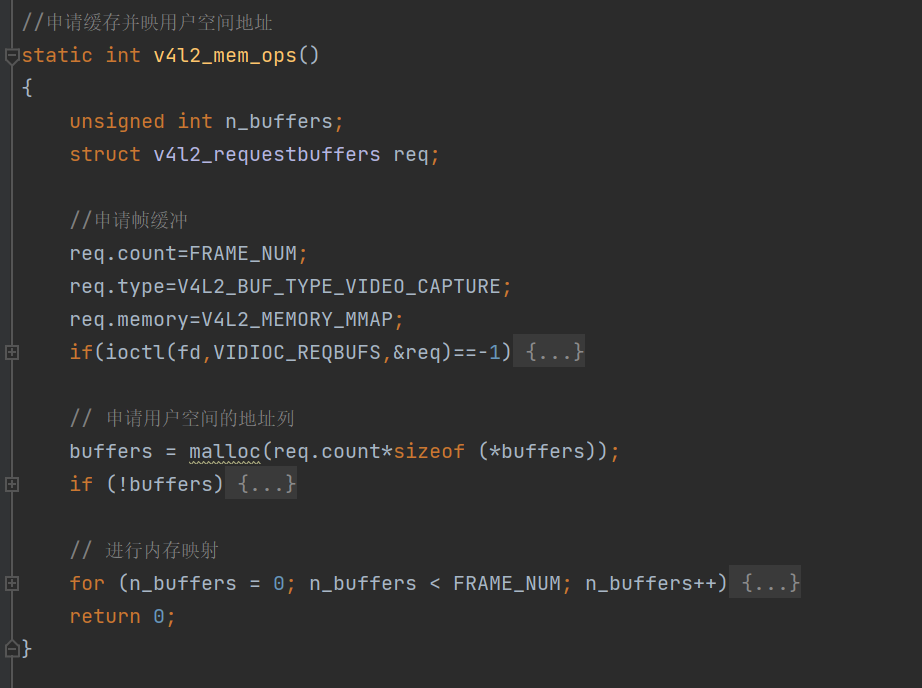 //申请缓存并映用户空间地址
static int v4l2_mem_ops()
{
    unsigned int n_buffers;
    struct v4l2_requestbuffers req;

    //申请帧缓冲
    req.count=FRAME_NUM;
    req.type=V4L2_BUF_TYPE_VIDEO_CAPTURE;
    req.memory=V4L2_MEMORY_MMAP;
    if(ioctl(fd,VIDIOC_REQBUFS,&req)==-1) {...}

    // 申请用户空间的地址列
    buffers = malloc(req.count*sizeof (*buffers));
    if (!buffers) {...}

    // 进行内存映射
    for (n_buffers = 0; n_buffers < FRAME_NUM; n_buffers++) {...}
    return 0;
}